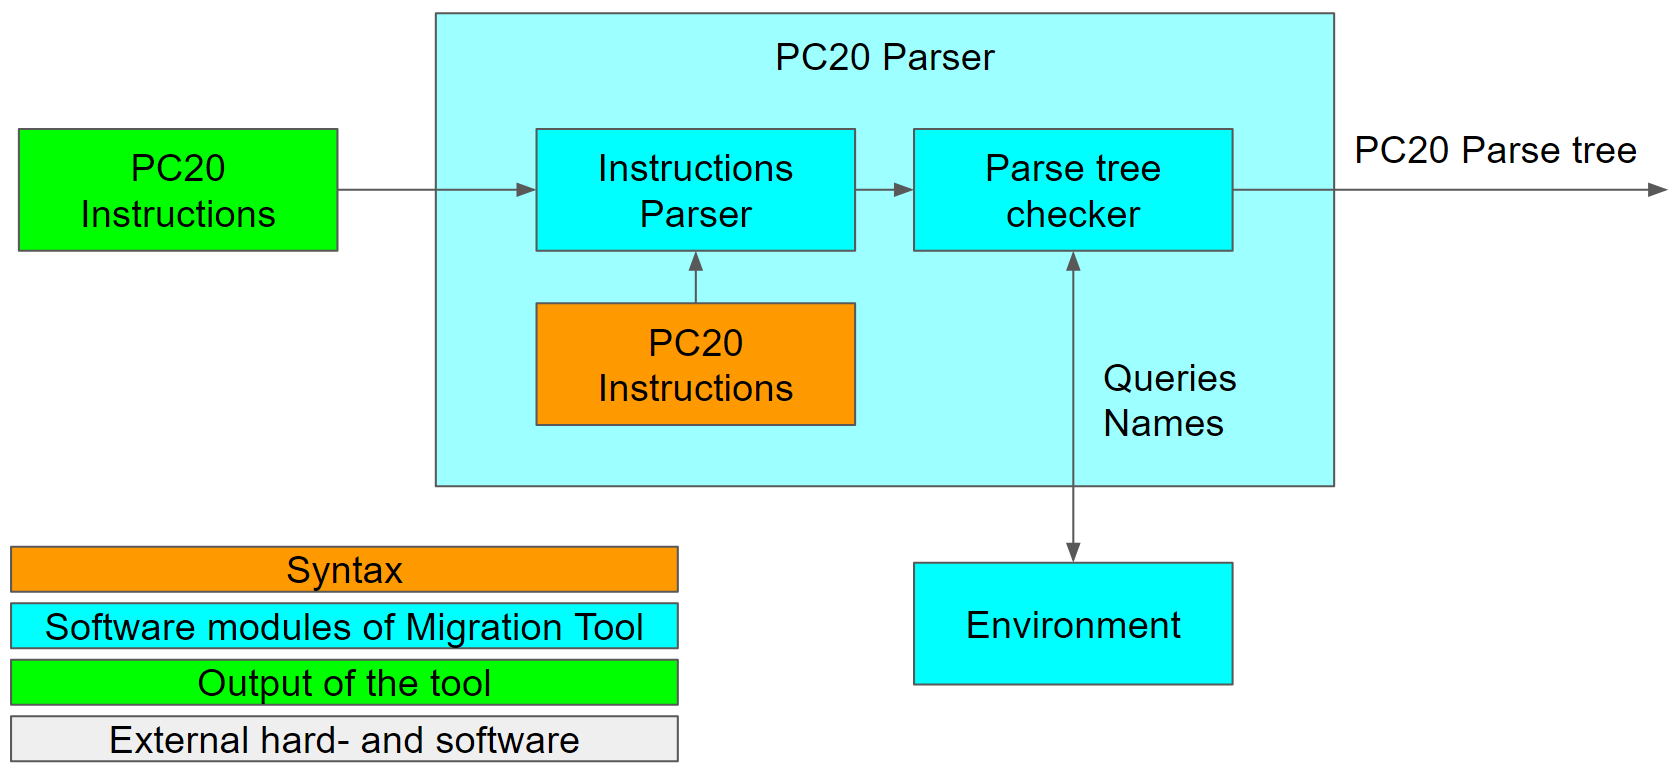 PC20 Parser
PC20
Instructions
Instructions
Parser
Parse tree
checker
PC20 Parse tree
PC20
Instructions
Queries
Names
Environment
Syntax
Software modules of Migration Tool
Output of the tool
External hard- and software